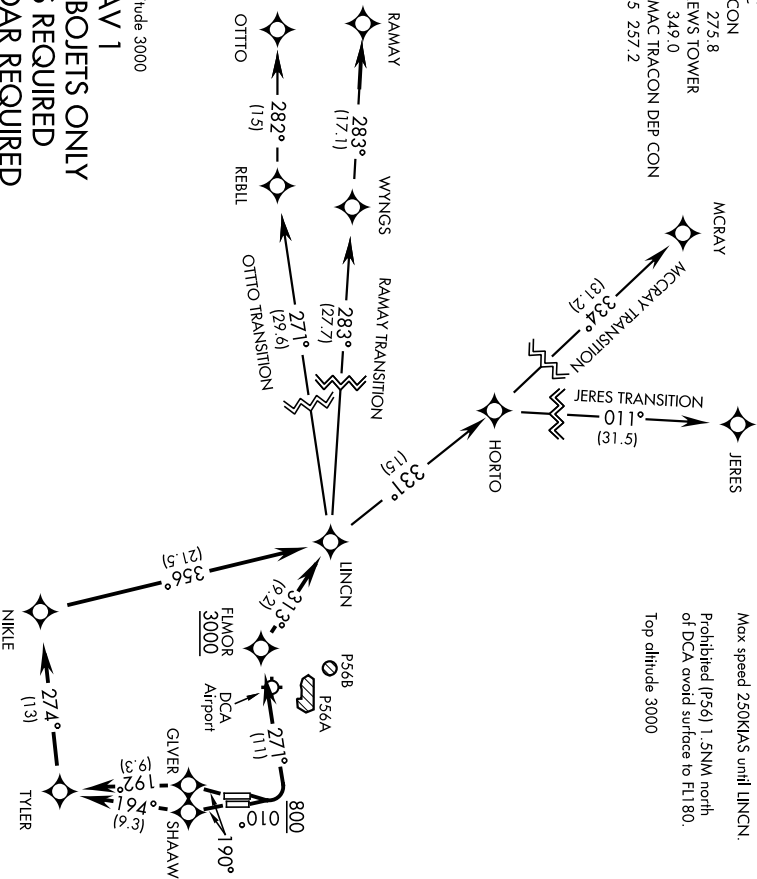 CON
275.8
EWS TOWER
349.0
MAC TRACON DEP CON
5 257.2
tude 3000
AV 1
BOJETS ONLY
S REQUIRED
DAR REQUIRED
RAMAY
OTTTO
283°
(17.1)
282°
(15)
WYNGS
REBLL
RAMAY TRANSITION
283°
(27.7)
271°
(29.6)
OTTTO TRANSITION
MCRAY
MCCRAY TRANSITION
334°
(31.2)
JERES TRANSITION
011°
(31.5)
JERES
HORTO
331°
(15)
LINCN
356°
(21.5)
313°
(9.2)
FLMOR
3000
NIKLE
P56B
P56A
DCA
Airport
271°
(11)
274°
(13)
GLVER
192°
(9.3)
194°
(9.3)
TYLER
SHAAW
190°
800
010°
Max speed 250KIAS until LINCN.
Prohibited (P56) 1.5NM north
of DCA avoid surface to FL180.
Top altitude 3000